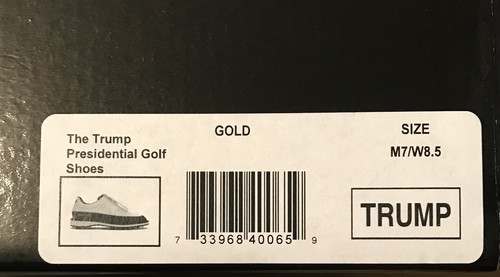 The Trump
Presidential Golf
Shoes
GOLD
SIZE
M7/W8.5
7 33968 40065 9
TRUMP